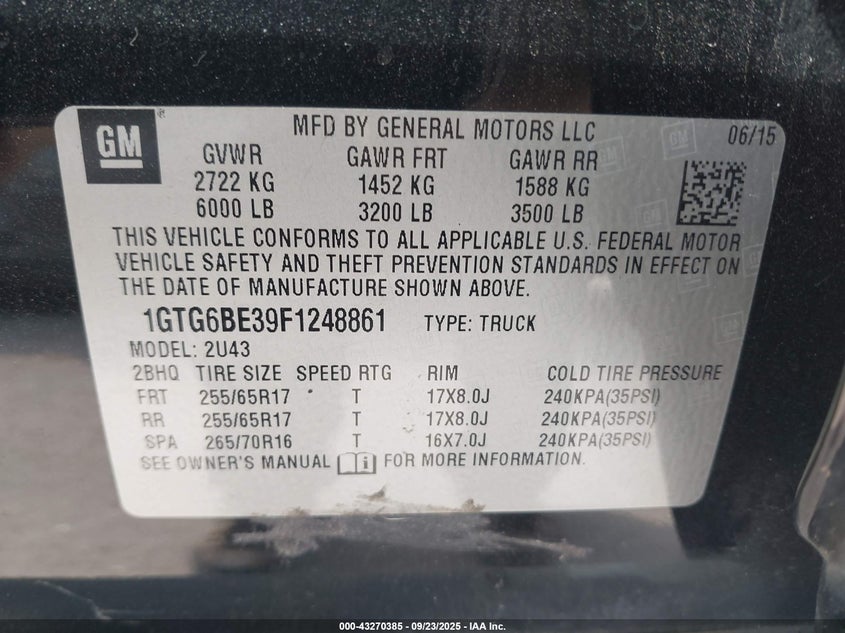 GM
MFD BY GENERAL MOTORS LLC 06/15
GVWR GAWR FRT GAWR RR
2722 KG 1452 KG 1588 KG
6000 LB 3200 LB 3500 LB
THIS VEHICLE CONFORMS TO ALL APPLICABLE U.S. FEDERAL MOTOR
VEHICLE SAFETY AND THEFT PREVENTION STANDARDS IN EFFECT ON
THE DATE OF MANUFACTURE SHOWN ABOVE.
1GTG6BE39F1248861 TYPE: TRUCK
MODEL: 2U43
2BHQ TIRE SIZE SPEED RTG RIM COLD TIRE PRESSURE
FRT 255/65R17 T 17X8.0J 240KPA(35PSI)
RR 255/65R17 T 17X8.0J 240KPA(35PSI)
SPA 265/70R16 T 16X7.0J 240KPA(35PSI)
SEE OWNER'S MANUAL FOR MORE INFORMATION.
000-43270385 - 09/23/2025 - IAA Inc.